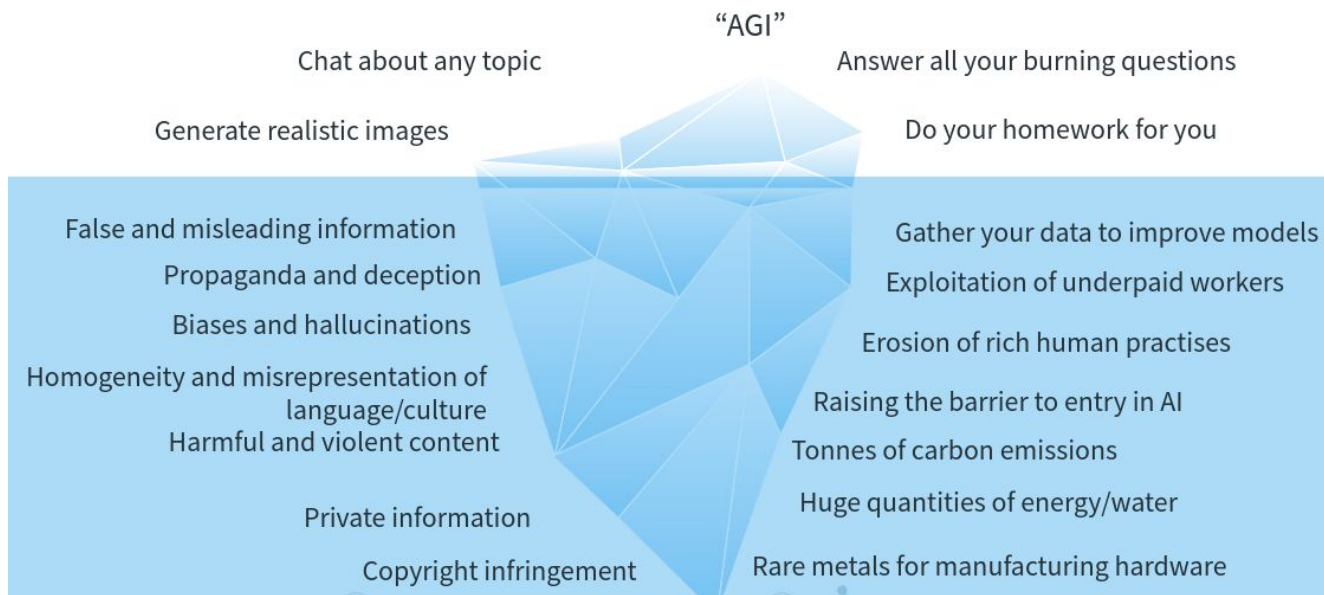 “AGI”
Chat about any topic
Answer all your burning questions
Generate realistic images
Do your homework for you
False and misleading information
Gather your data to improve models
Propaganda and deception
Exploitation of underpaid workers
Biases and hallucinations
Erosion of rich human practises
Homogeneity and misrepresentation of
language/culture
Raising the barrier to entry in AI
Harmful and violent content
Tonnes of carbon emissions
Huge quantities of energy/water
Private information
Rare metals for manufacturing hardware
Copyright infringement